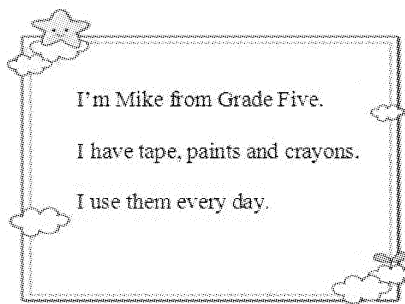 I'm Mike from Grade Five.
I have tape, paints and crayons.
I use them every day.